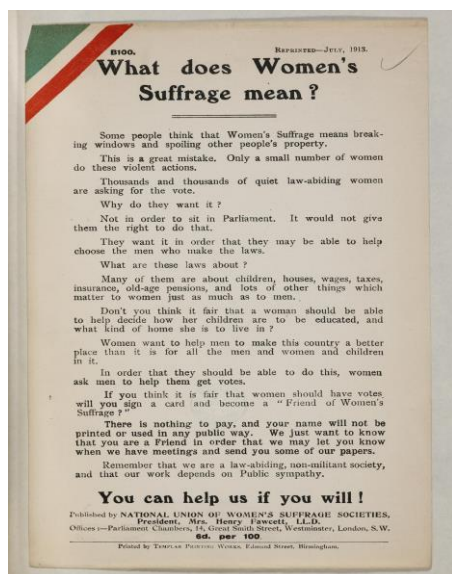 B100.
REPRINTED—JULY, 1913.
What does Women's
Suffrage mean ?
Some people think that Women's Suffrage means break-
ing windows and spoiling other people's property.
This is a great mistake. Only a small number of women
do these violent actions.
Thousands and thousands of quiet law-abiding women
are asking for the vote.
Why do they want it ?
Not in order to sit in Parliament. It would not give
them the right to do that.
They want it in order that they may be able to help
choose the men who make the laws.
What are these laws about ?
Many of them are about children, houses, wages, taxes,
insurance, old-age pensions, and lots of other things which
matter to women just as much as to men.
Don't you think it fair that a woman should be able
to help decide how her children are to be educated, and
what kind of home she is to live in ?
Women want to help men to make this country a better
place than it is for all the men and women and children
in it.
In order that they should be able to do this, women
ask men to help them get votes.
If you think it is fair that women should have votes
will you sign a card and become a "Friend of Women's
Suffrage ?"
There is nothing to pay, and your name will not be
printed or used in any public way. We just want to know
that you are a Friend in order that we may let you know
when we have meetings and send you some of our papers.
Remember that we are a law-abiding, non-militant society,
and that our work depends on Public sympathy.
You can help us if you will !
Published by NATIONAL UNION OF WOMEN'S SUFFRAGE SOCIETIES,
President, Mrs. Henry Fawcett, LL.D.
Offices :—Parliament Chambers, 14, Great Smith Street, Westminster, London, S.W.
6d. per 100.
Printed by TEMPLAR PRINTING WORKS, Edmund Street, Birmingham.